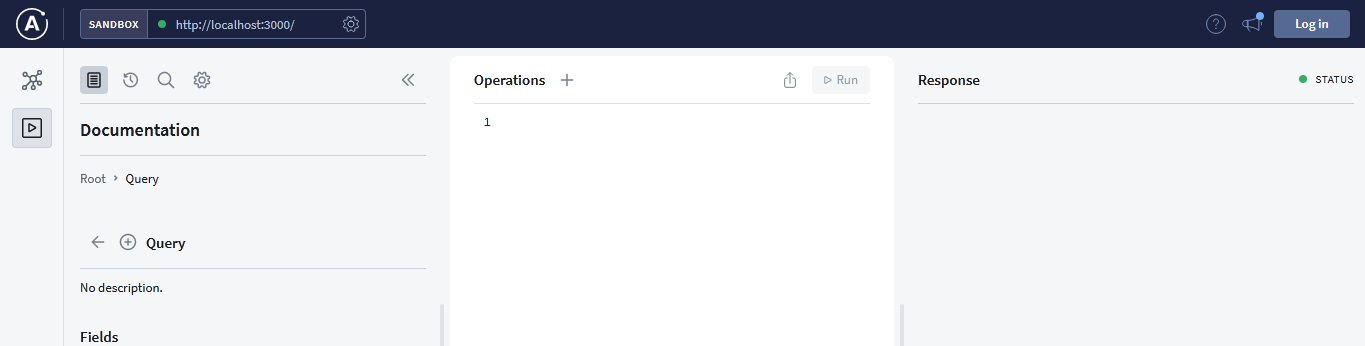 SANDBOX http://localhost:3000/ Log in
Documentation
Root › Query
Query
No description.
Fields
Operations Run
1
Response STATUS